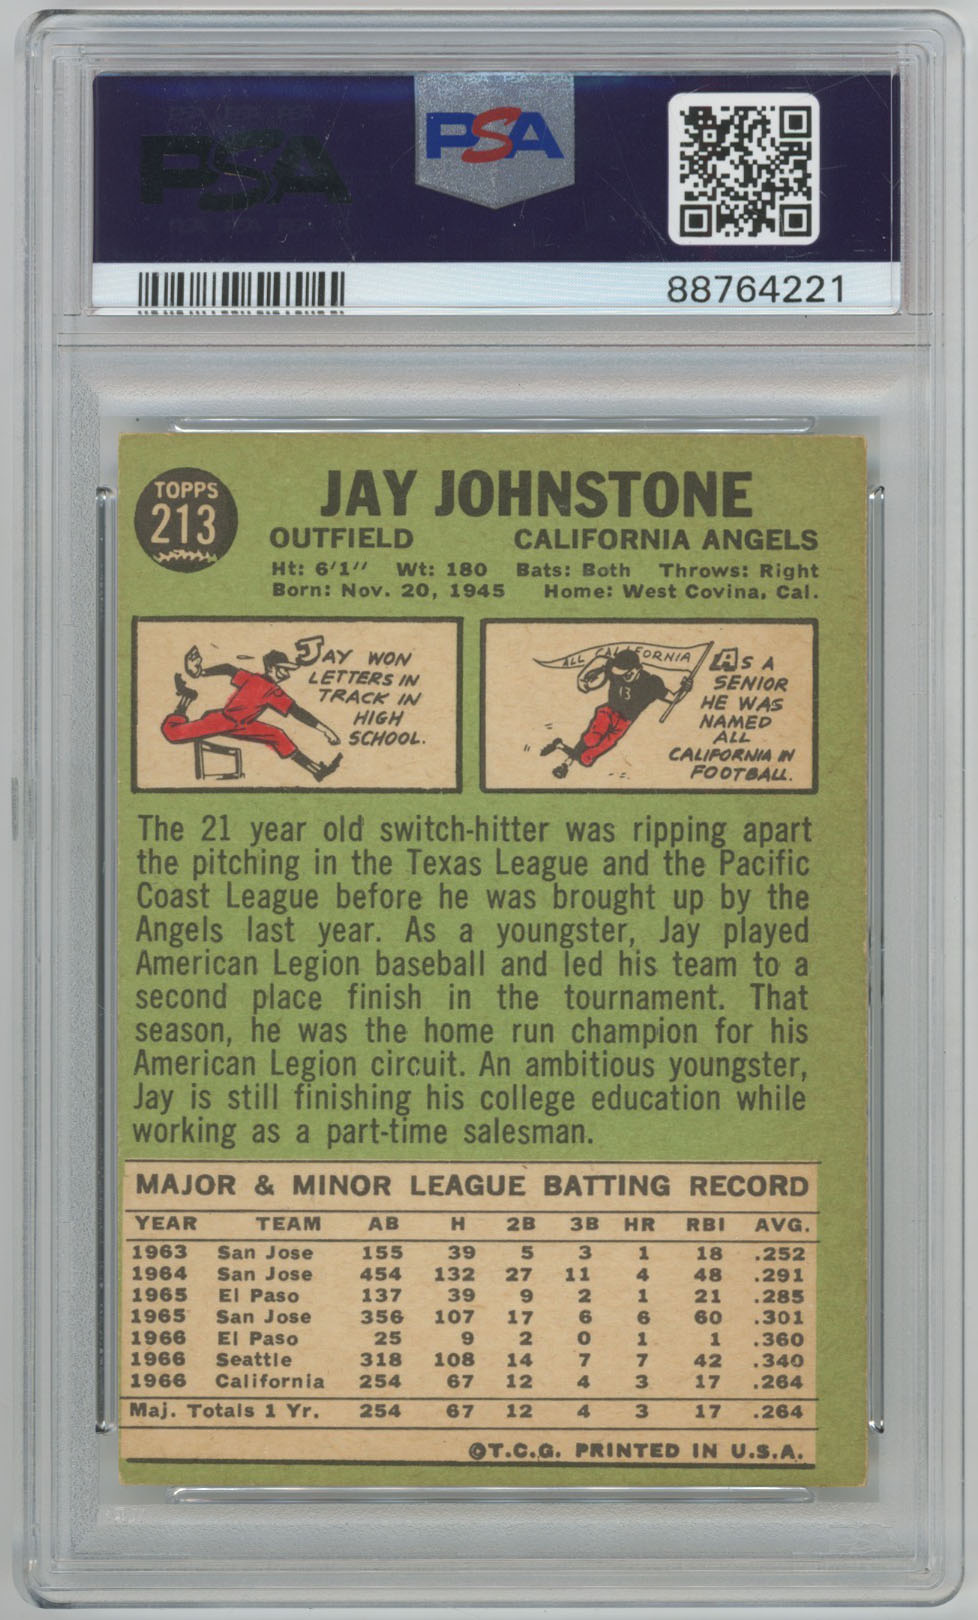 PSA
PSA
88764221
TOPPS
213
JAY JOHNSTONE
OUTFIELD CALIFORNIA ANGELS
Ht: 6'1" Wt: 180 Bats: Both Throws: Right
Born: Nov. 20, 1945 Home: West Covina, Cal.
JAY WON
LETTERS IN
TRACK IN
HIGH
SCHOOL.
ALL CALIFORNIA
13
AS A
SENIOR
HE WAS
NAMED
ALL
CALIFORNIA IN
FOOTBALL.
The 21 year old switch-hitter was ripping apart
the pitching in the Texas League and the Pacific
Coast League before he was brought up by the
Angels last year. As a youngster, Jay played
American Legion baseball and led his team to a
second place finish in the tournament. That
season, he was the home run champion for his
American Legion circuit. An ambitious youngster,
Jay is still finishing his college education while
working as a part-time salesman.
MAJOR & MINOR LEAGUE BATTING RECORD
YEAR TEAM AB H 2B 3B HR RBI AVG.
1963 San Jose 155 39 5 3 1 18 .252
1964 San Jose 454 132 27 11 4 48 .291
1965 El Paso 137 39 9 2 1 21 .285
1965 San Jose 356 107 17 6 6 60 .301
1966 El Paso 25 9 2 0 1 1 .360
1966 Seattle 318 108 14 7 7 42 .340
1966 California 254 67 12 4 3 17 .264
Maj. Totals 1 Yr. 254 67 12 4 3 17 .264
©T.C.G. PRINTED IN U.S.A.